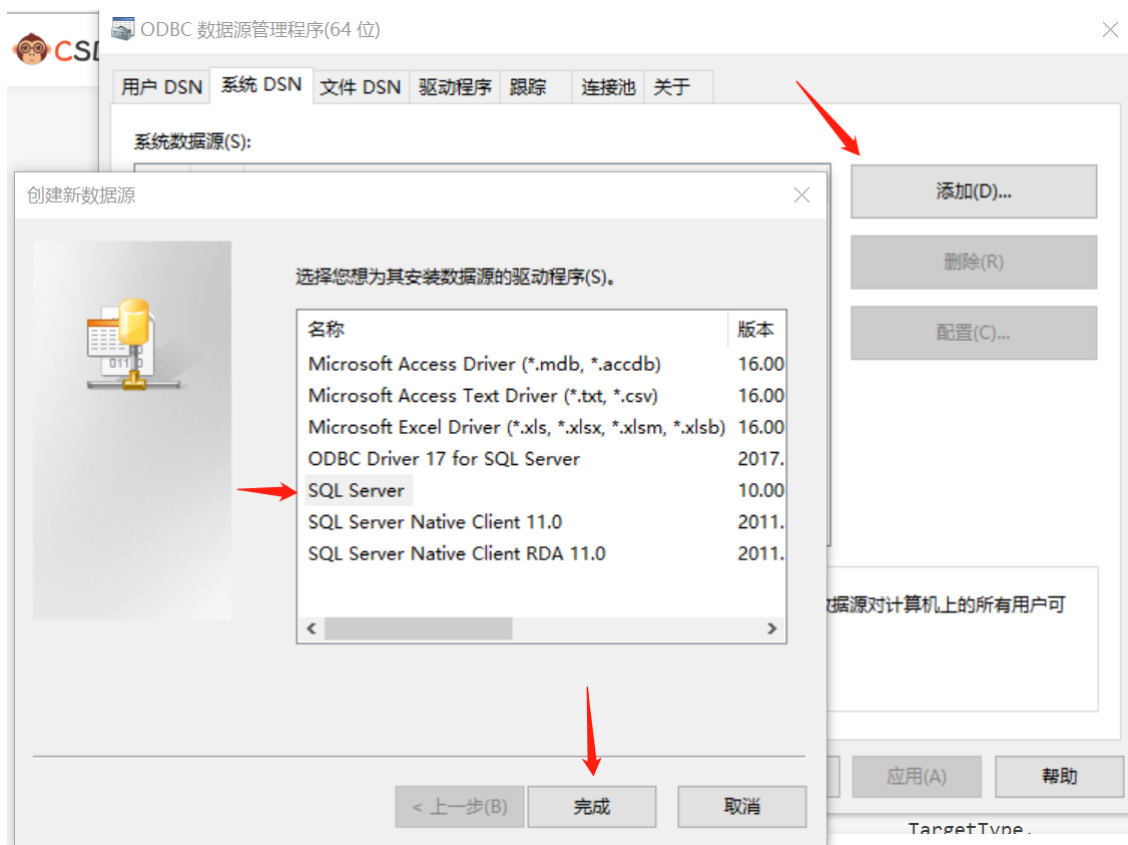 CSD
ODBC 数据源管理程序(64 位)
用户 DSN 系统 DSN 文件 DSN 驱动程序 跟踪 连接池 关于
系统数据源(S):
添加(D)...
删除(R)
配置(C)...
创建新数据源
选择您想为其安装数据源的驱动程序(S)。
名称 版本
Microsoft Access Driver (*.mdb, *.accdb) 16.00
Microsoft Access Text Driver (*.txt, *.csv) 16.00
Microsoft Excel Driver (*.xls, *.xlsx, *.xlsm, *.xlsb) 16.00
ODBC Driver 17 for SQL Server 2017.
SQL Server 10.00
SQL Server Native Client 11.0 2011.
SQL Server Native Client RDA 11.0 2011.
数据源对计算机上的所有用户可
< 上一步(B) 完成 取消
应用(A) 帮助
TargetType.